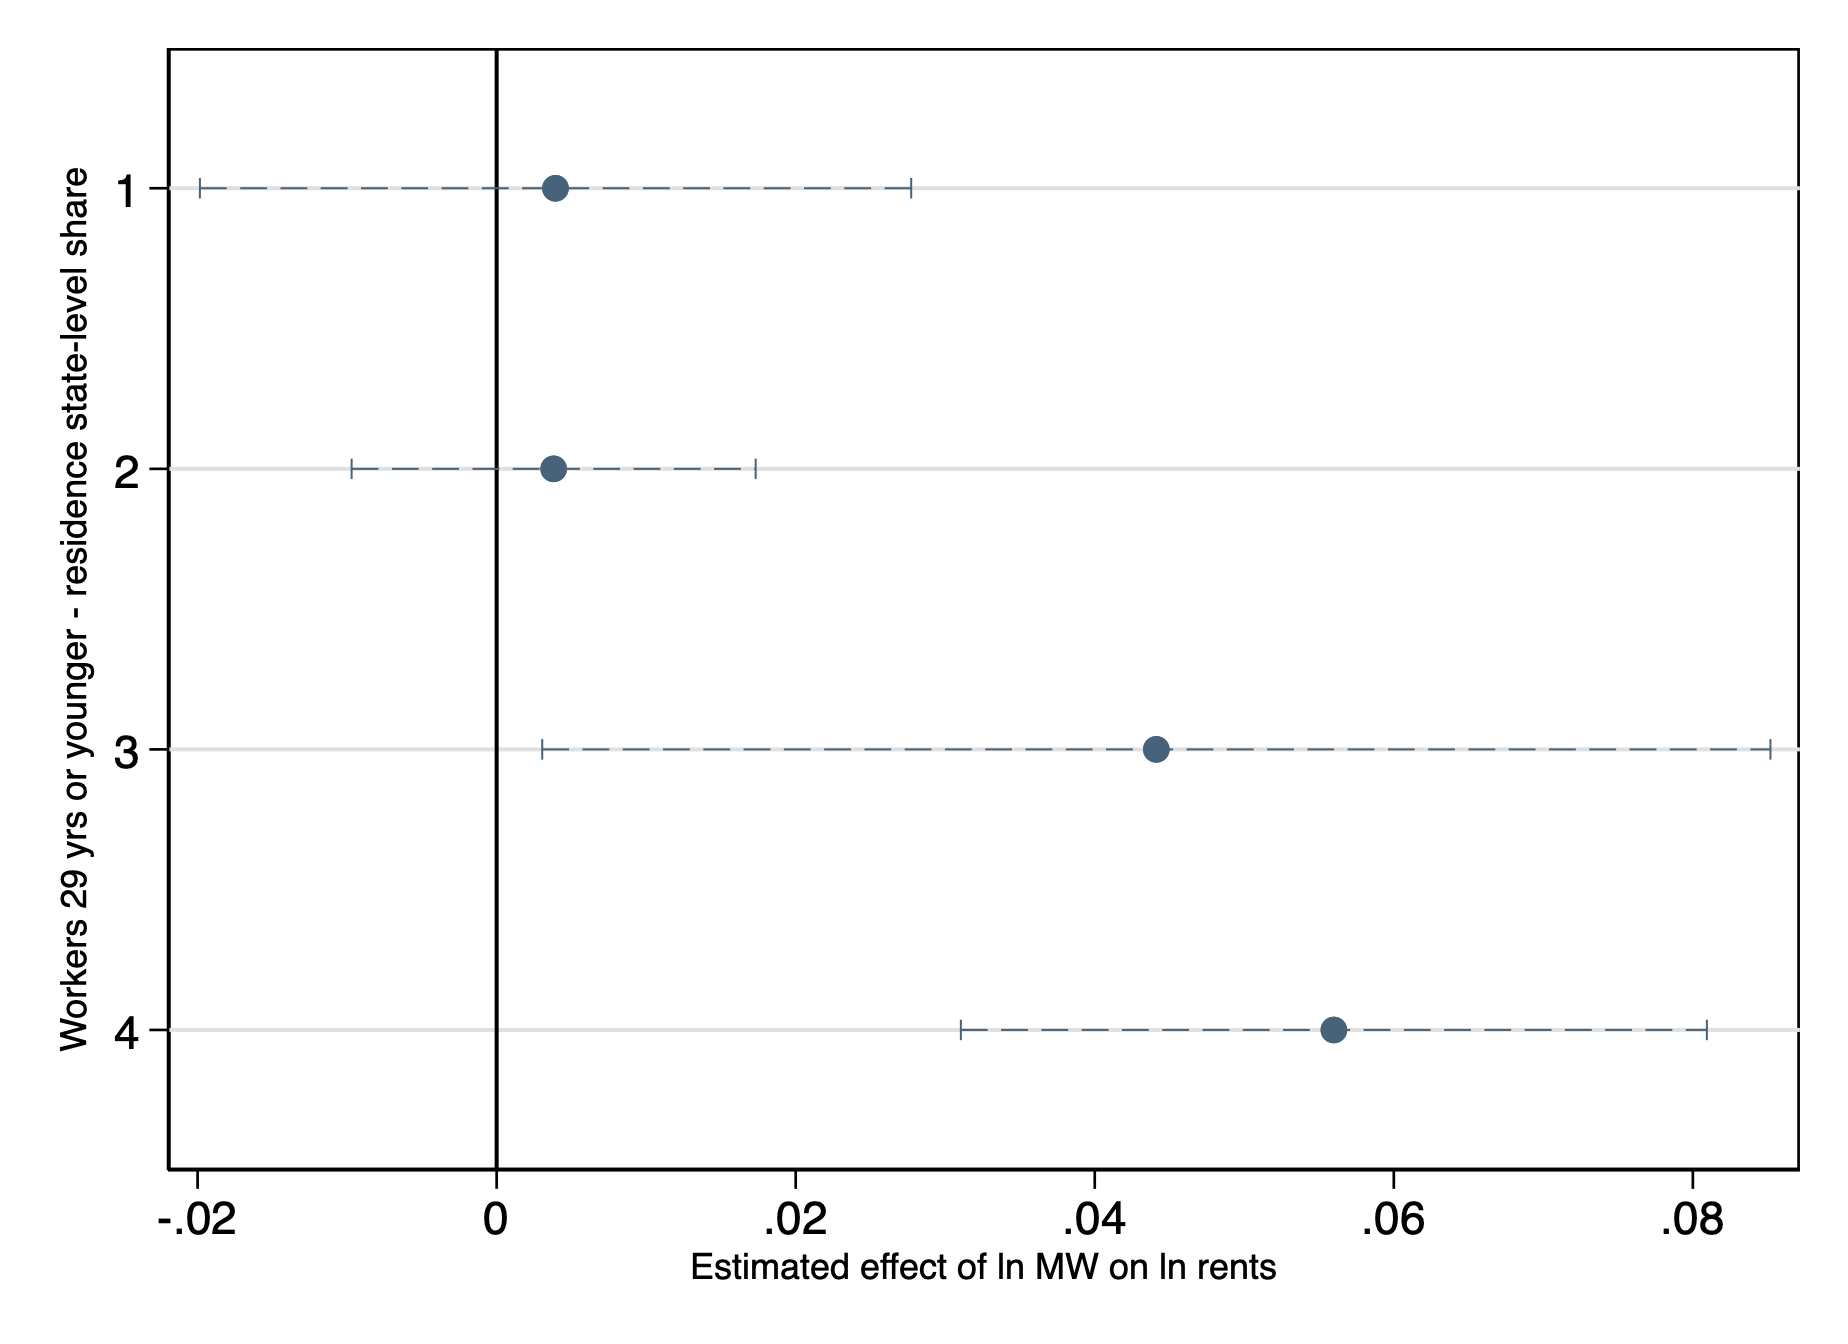 Workers 29 yrs or younger - residence state-level share
1
2
3
4
-.02 0 .02 .04 .06 .08
Estimated effect of ln MW on ln rents